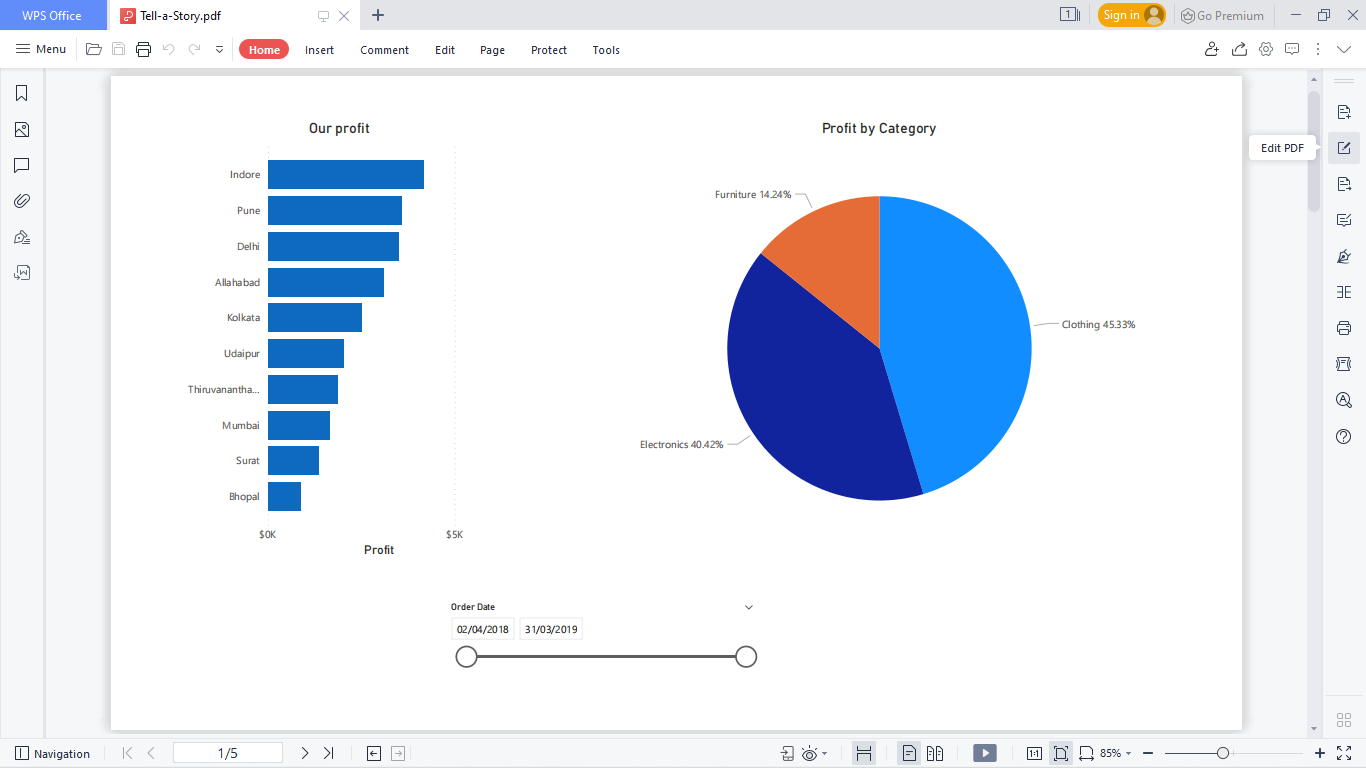 WPS Office
Tell-a-Story.pdf
1
Sign in
Go Premium
Menu
Home
Insert
Comment
Edit
Page
Protect
Tools
Our profit
Indore
Pune
Delhi
Allahabad
Kolkata
Udaipur
Thiruvanantha...
Mumbai
Surat
Bhopal
$0K
$5K
Profit
Profit by Category
Furniture 14.24%
Clothing 45.33%
Electronics 40.42%
Order Date
02/04/2018
31/03/2019
Edit PDF
Navigation
1/5
1:1
85%